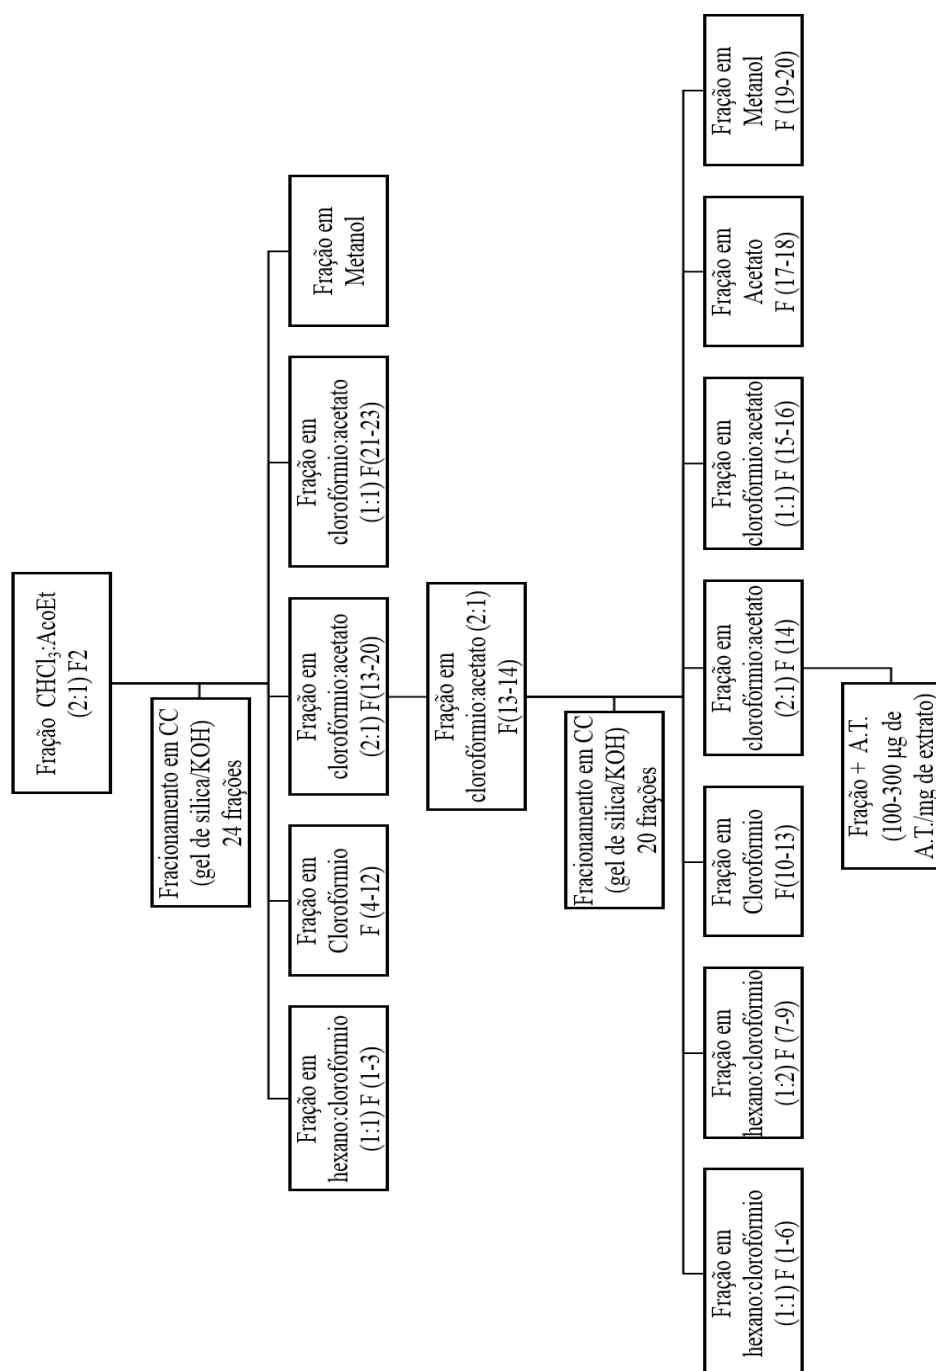 Fração CHCl₃:AcoEt
(2:1) F2
Fracionamento em CC
(gel de silica/KOH)
24 frações
Fração em
hexano:clorofórmio
(1:1) F (1-3)
Fração em
Clorofórmio
F (4-12)
Fração em
clorofórmio:acetato
(2:1) F(13-20)
Fração em
clorofórmio:acetato
(1:1) F(21-23)
Fração em
Metanol
Fração em
clorofórmio:acetato (2:1)
F(13-14)
Fracionamento em CC
(gel de silica/KOH)
20 frações
Fração em
hexano:clorofórmio
(1:1) F (1-6)
Fração em
hexano:clorofórmio
(1:2) F (7-9)
Fração em
Clorofórmio
F(10-13)
Fração em
clorofórmio:acetato
(2:1) F (14)
Fração em
clorofórmio:acetato
(1:1) F (15-16)
Fração em
Acetato
F (17-18)
Fração em
Metanol
F (19-20)
Fração + A.T.
(100-300 µg de
A.T./mg de extrato)